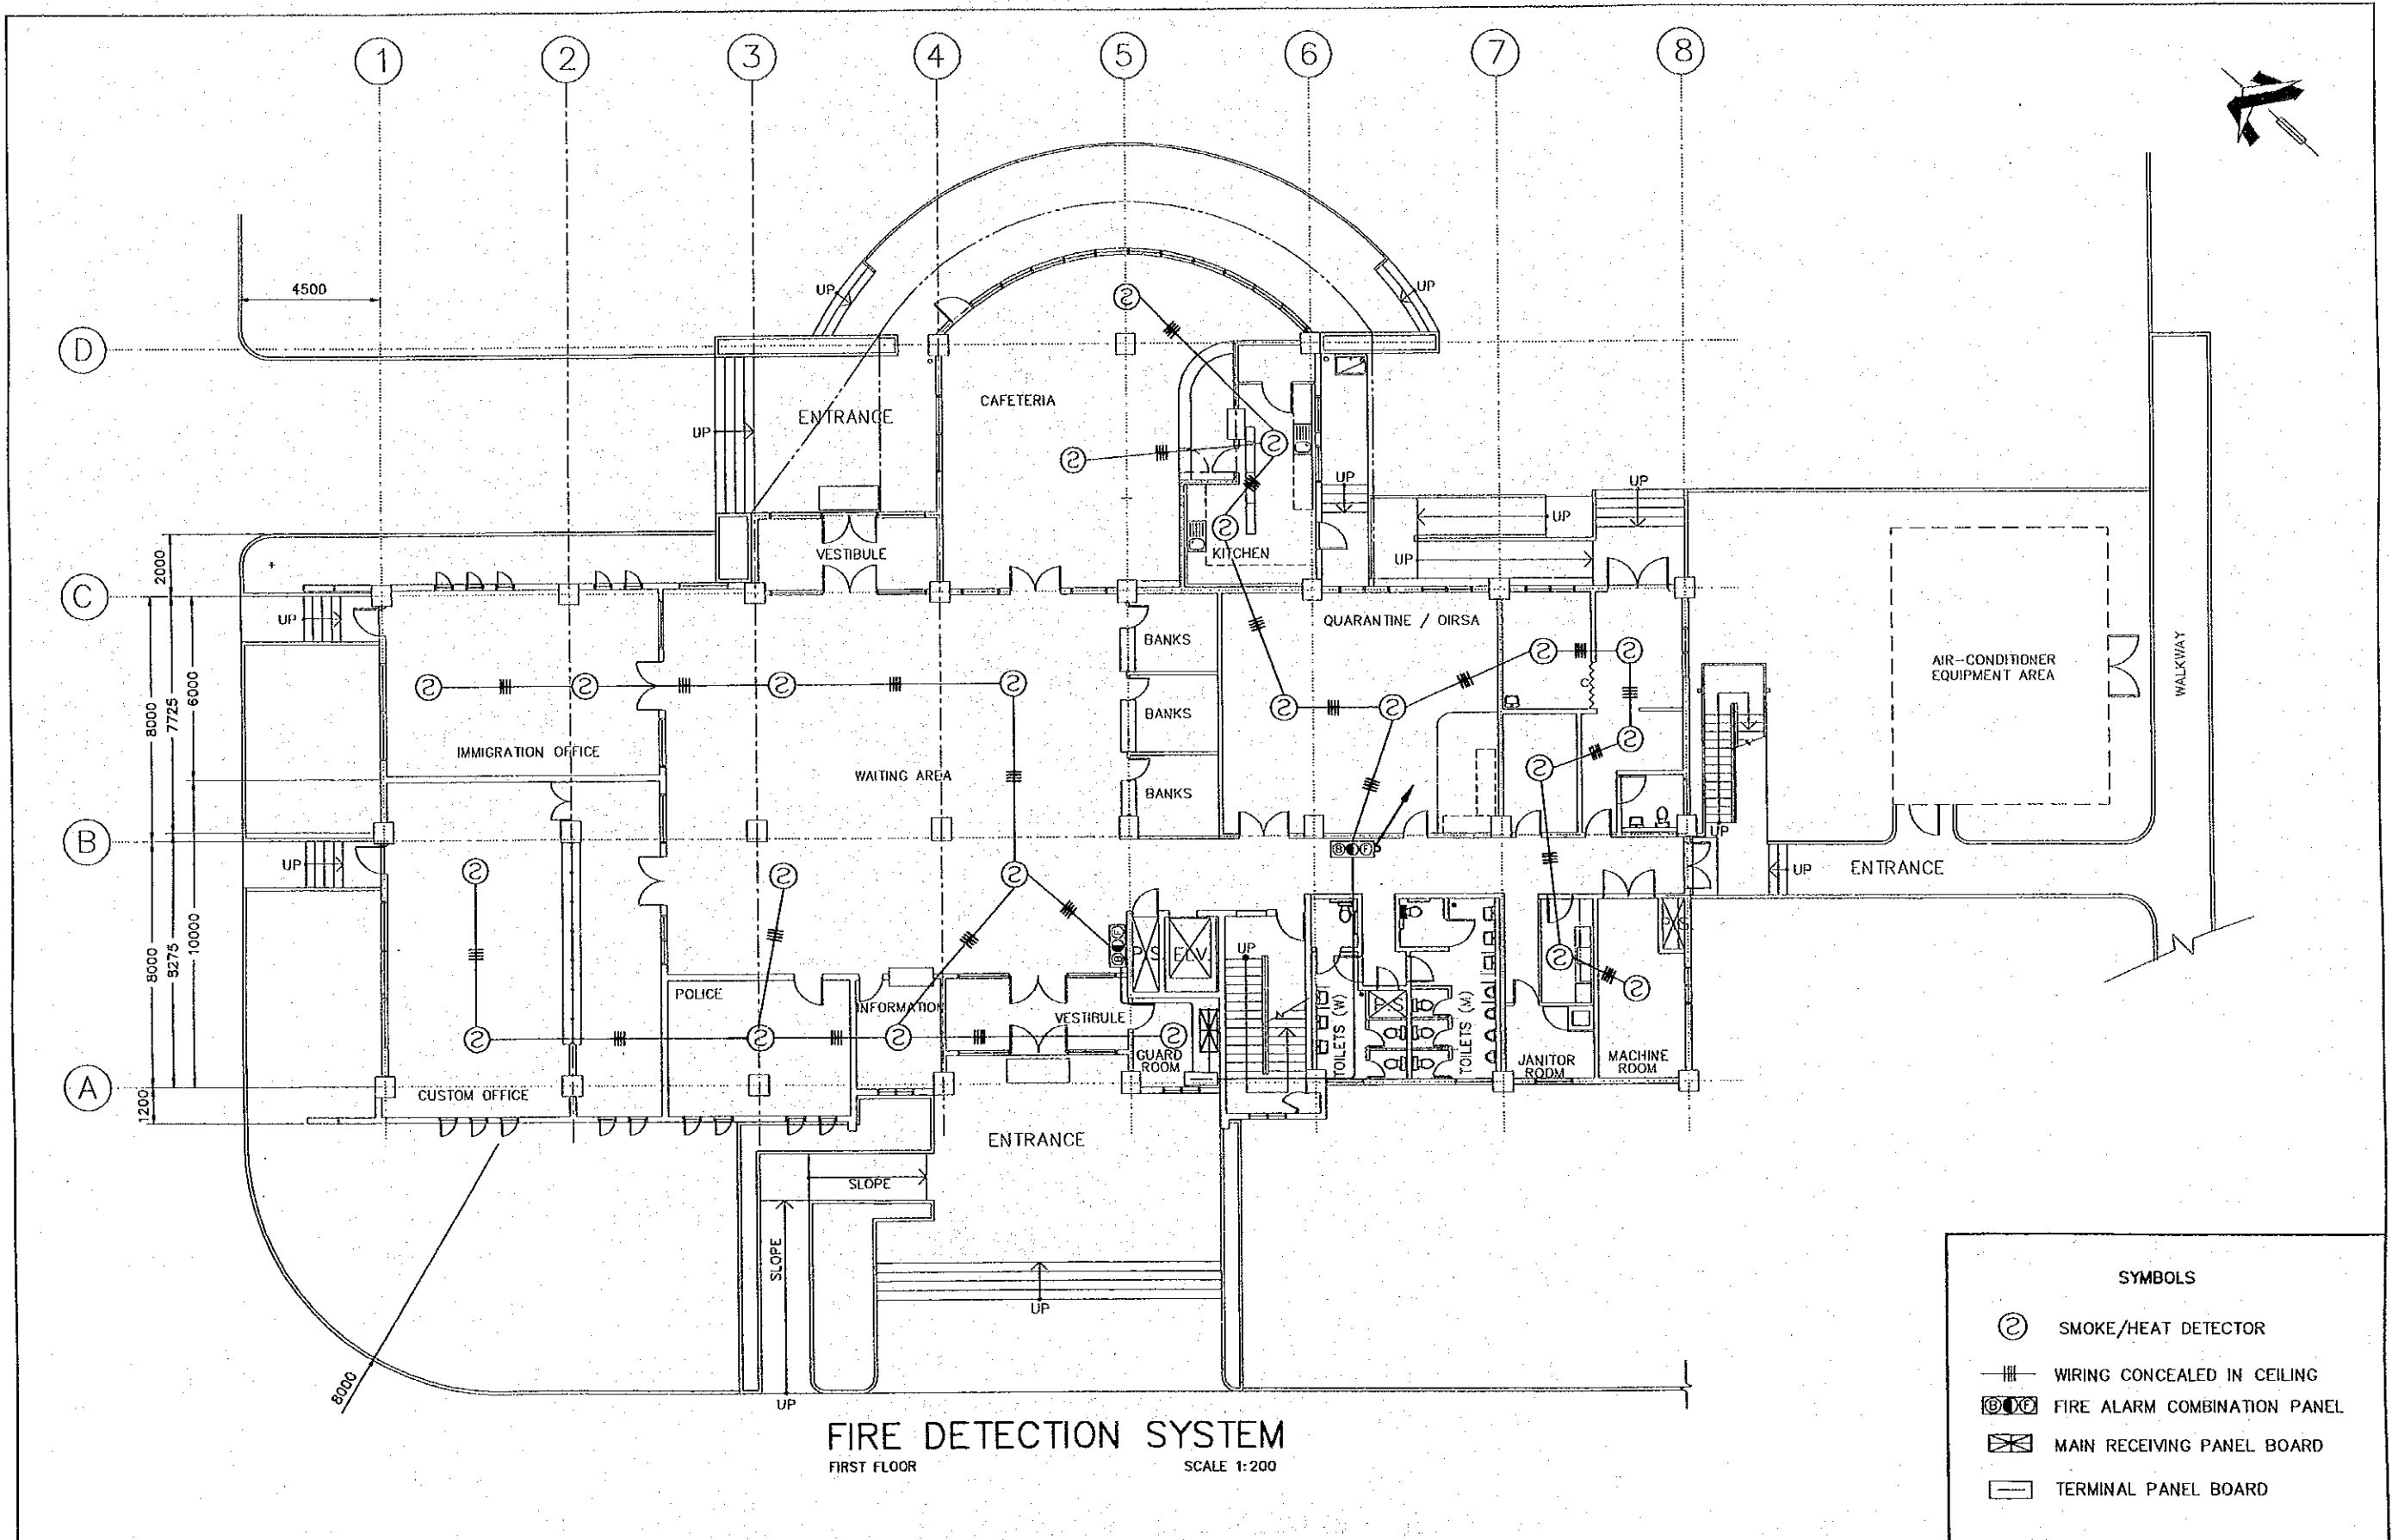 1 2 3 4 5 6 7 8
4500
UP
UP
D
CAFETERIA
ENTRANCE
UP
UP
UP
UP
UP
VESTIBULE
KITCHEN
2000
C
UP
BANKS
QUARANTINE / OIRSA
AIR-CONDITIONER
EQUIPMENT AREA
WALKWAY
8000
7725
6000
IMMIGRATION OFFICE
WAITING AREA
BANKS
BANKS
B
UP
UP
UP
ENTRANCE
8000
8275
10000
P.S.
ELV.
UP
P.S.
POLICE
INFORMATION
VESTIBULE
TOILETS (W)
P.S.
TOILETS (M)
GUARD
ROOM
JANITOR
ROOM
MACHINE
ROOM
A
1200
CUSTOM OFFICE
ENTRANCE
SLOPE
SLOPE
UP
8000
UP
FIRE DETECTION SYSTEM
FIRST FLOOR SCALE 1:200
SYMBOLS
S SMOKE/HEAT DETECTOR
WIRING CONCEALED IN CEILING
B F FIRE ALARM COMBINATION PANEL
MAIN RECEIVING PANEL BOARD
TERMINAL PANEL BOARD
N